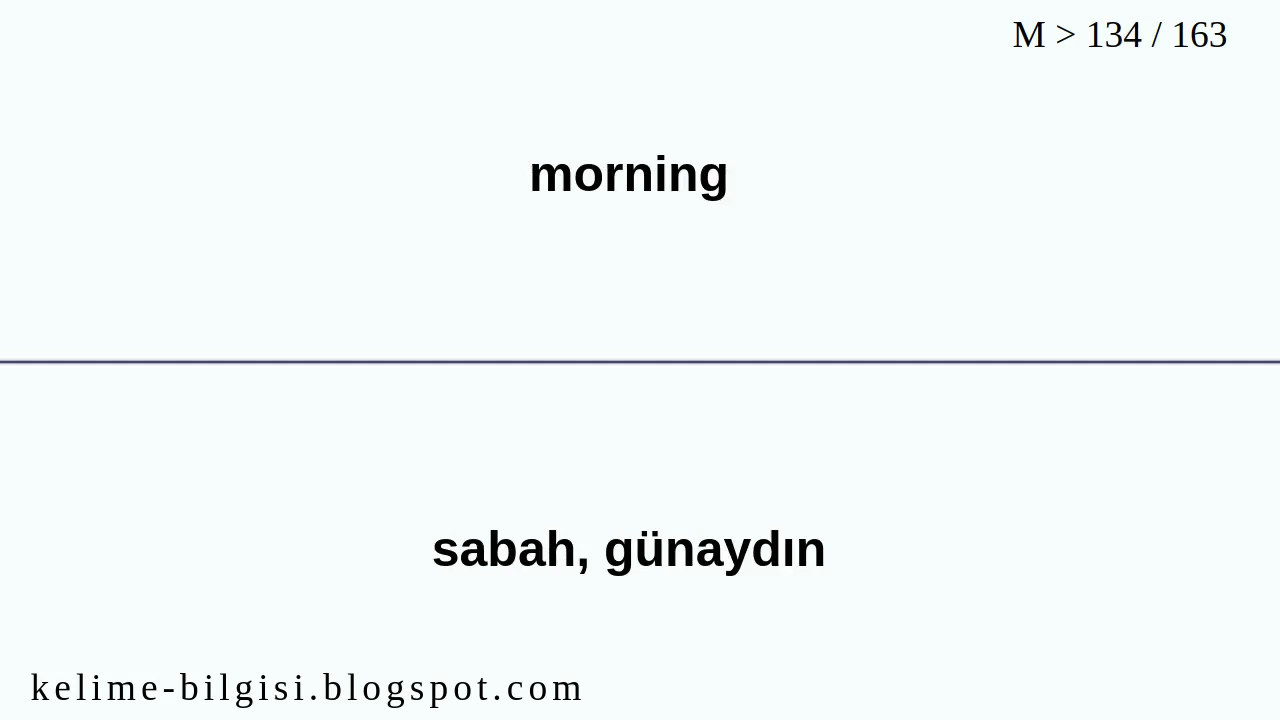 M > 134 / 163
morning
sabah, günaydın
kelime-bilgisi.blogspot.com